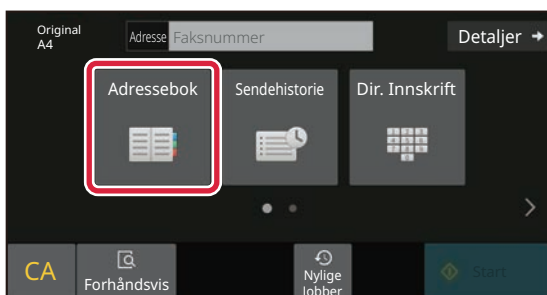 Original
A4
Adresse Faksnummer
Detaljer
Adressebok
Sendehistorie
Dir. Innskrift
CA
Forhåndsvis
Nylige
Jobber
Start